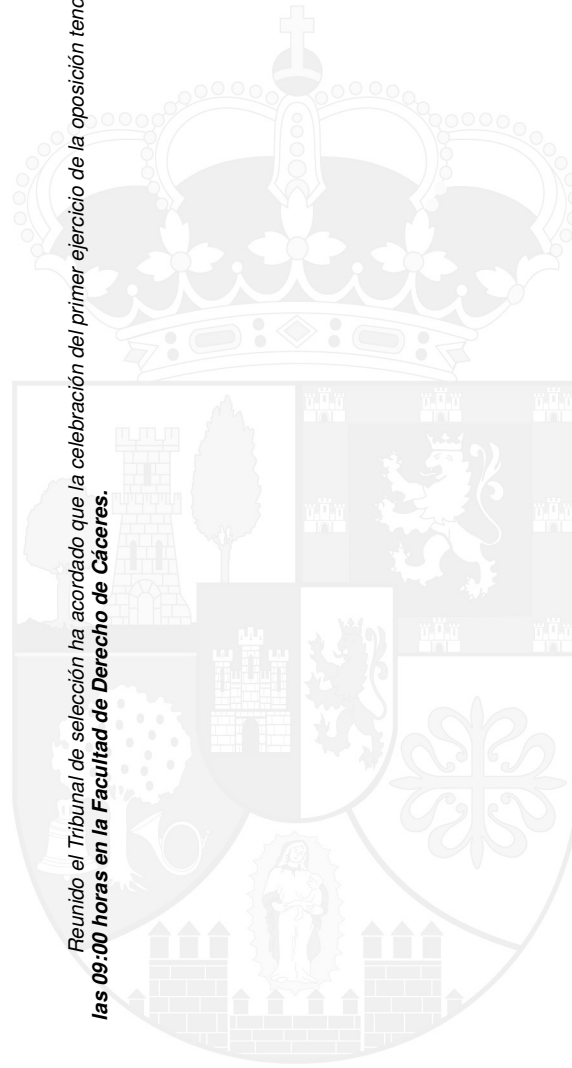 Reunido el Tribunal de selección ha acordado que la celebración del primer ejercicio de la oposición
las 09:00 horas en la Facultad de Derecho de Cáceres.